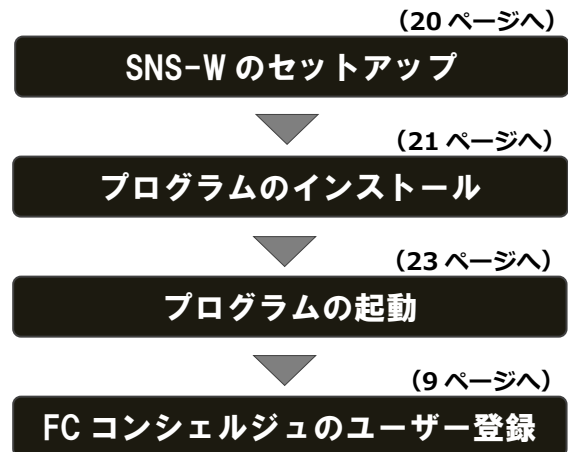 （20 ページへ）
SNS-W のセットアップ
（21 ページへ）
プログラムのインストール
（23 ページへ）
プログラムの起動
（9 ページへ）
FC コンシェルジュのユーザー登録